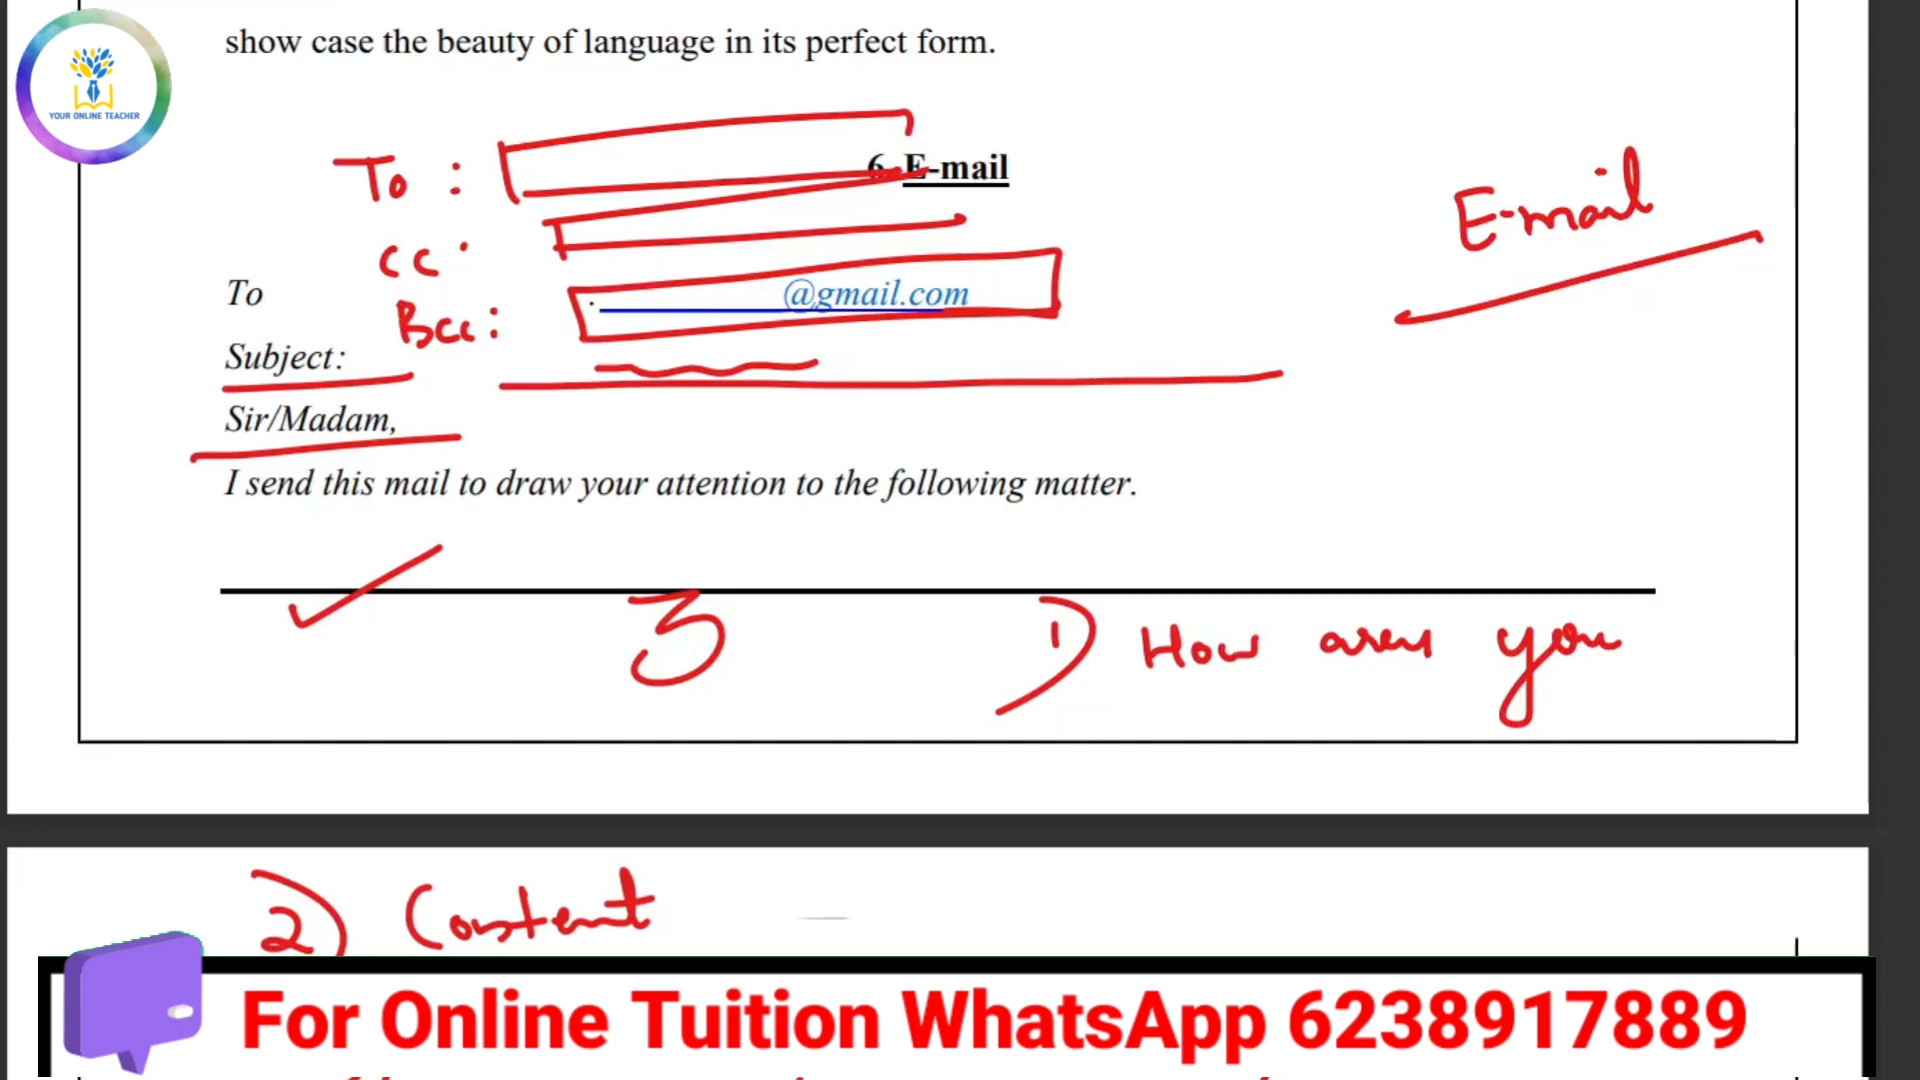 show case the beauty of language in its perfect form.
YOUR ONLINE TEACHER
6. E-mail
To :
E-mail
cc :
To
@gmail.com
Bcc :
Subject:
Sir/Madam,
I send this mail to draw your attention to the following matter.
3
1) How are you
2) Content
For Online Tuition WhatsApp 6238917889